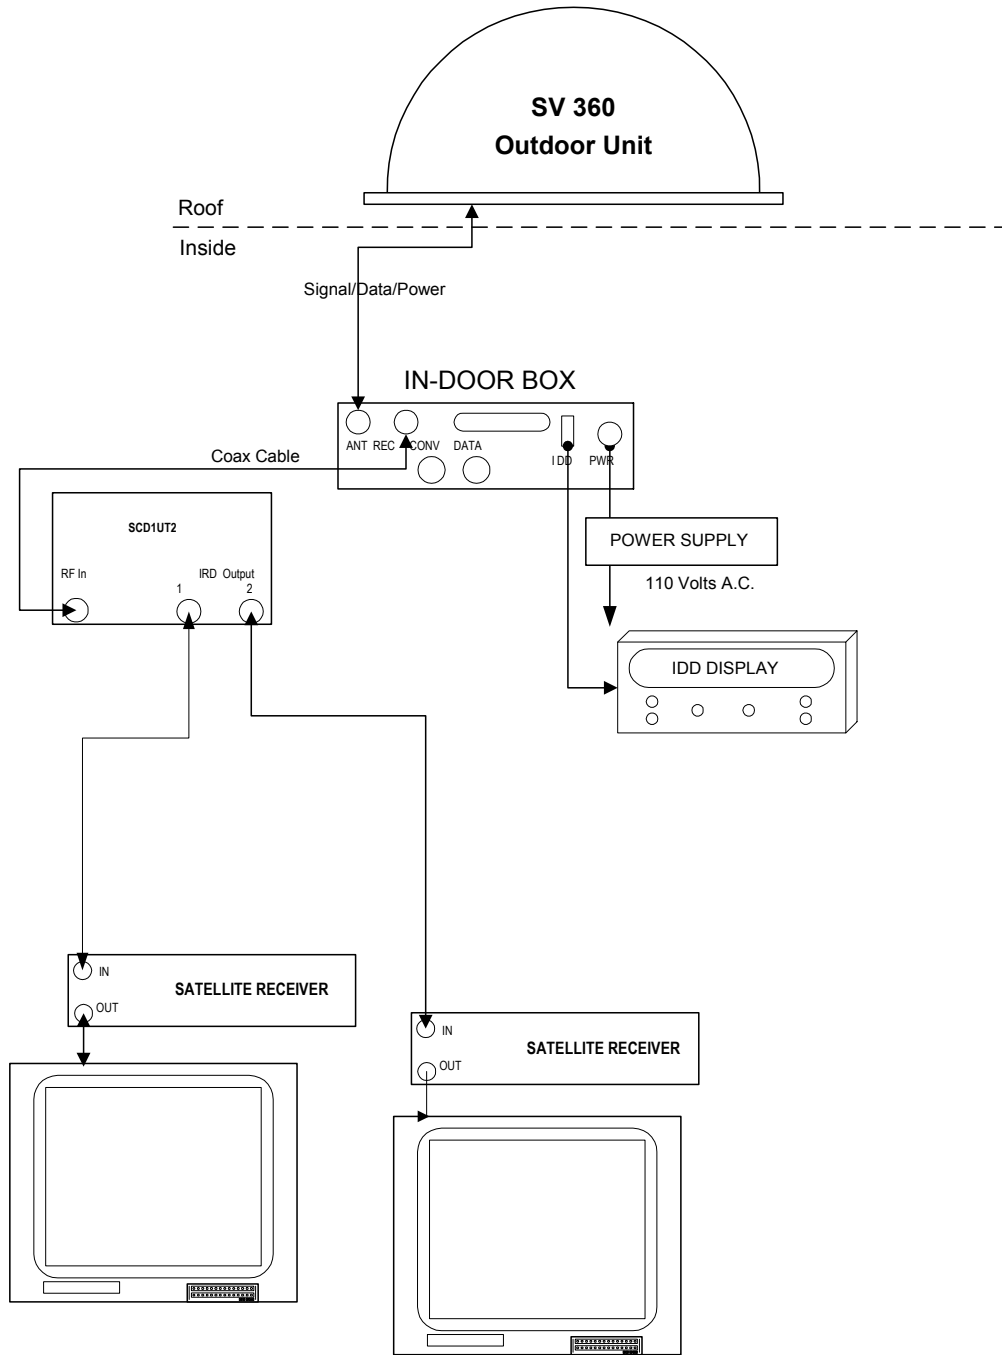 SV 360
Outdoor Unit
Roof
Inside
Signal/Data/Power
IN-DOOR BOX
ANT REC CONV DATA IDD PWR
Coax Cable
SCD1UT2
RF In
IRD Output
1 2
POWER SUPPLY
110 Volts A.C.
IDD DISPLAY
IN
SATELLITE RECEIVER
OUT
IN
SATELLITE RECEIVER
OUT